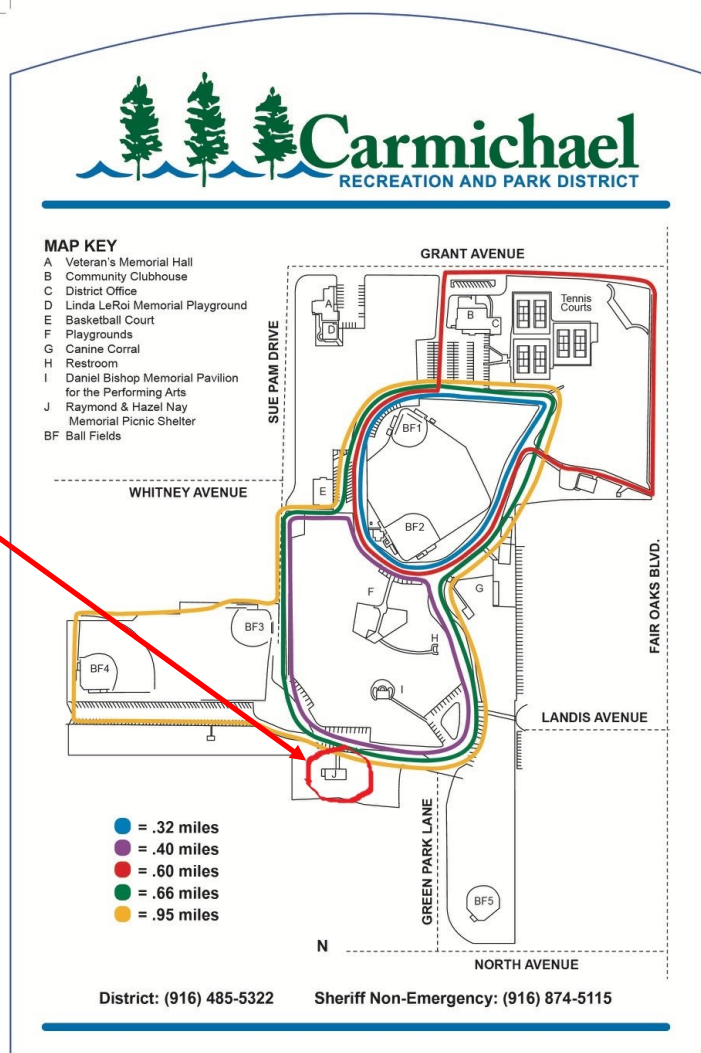 Carmichael
RECREATION AND PARK DISTRICT
MAP KEY
A Veteran's Memorial Hall
B Community Clubhouse
C District Office
D Linda LeRoi Memorial Playground
E Basketball Court
F Playgrounds
G Canine Corral
H Restroom
I Daniel Bishop Memorial Pavilion
for the Performing Arts
J Raymond & Hazel Nay
Memorial Picnic Shelter
BF Ball Fields
GRANT AVENUE
SUE PAM DRIVE
A
D
B
C
Tennis
Courts
BF1
WHITNEY AVENUE
E
BF2
FAIR OAKS BLVD.
F
G
BF3
H
BF4
I
LANDIS AVENUE
J
GREEN PARK LANE
= .32 miles
= .40 miles
= .60 miles
= .66 miles
= .95 miles
BF5
N
NORTH AVENUE
District: (916) 485-5322 Sheriff Non-Emergency: (916) 874-5115